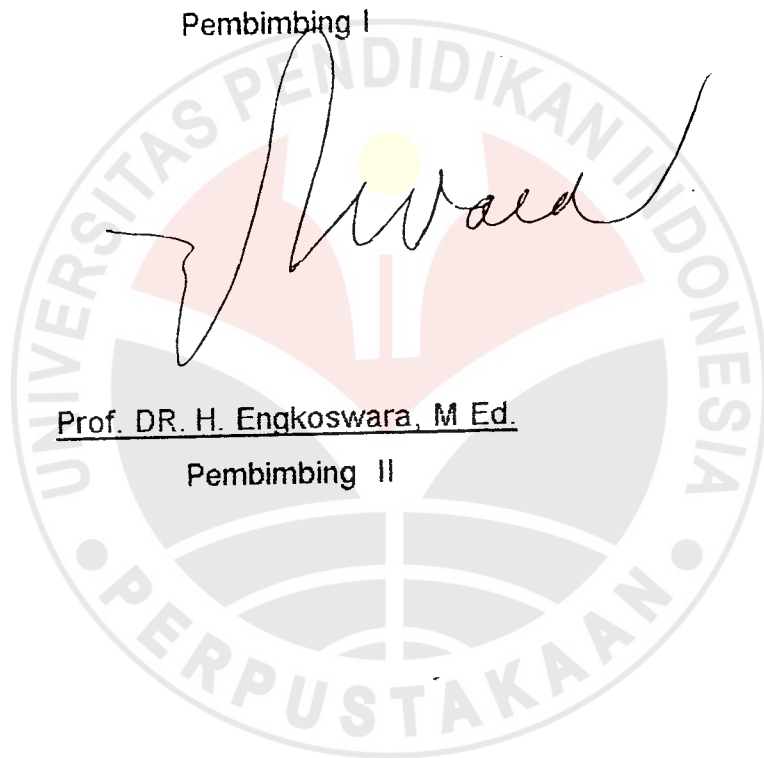 Pembimbing I
Prof. DR. H. Engkoswara, M Ed.
Pembimbing II
UNIVERSITAS PENDIDIKAN INDONESIA
PERPUSTAKAAN